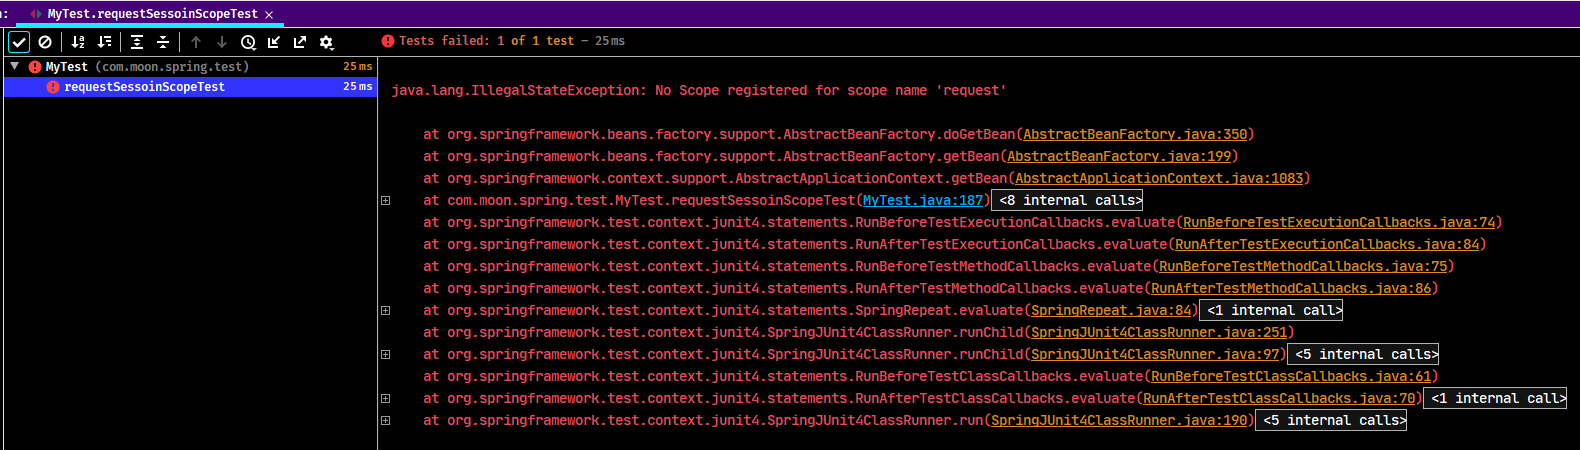 n: MyTest.requestSessoinScopeTest ×
Tests failed: 1 of 1 test – 25ms
MyTest (com.moon.spring.test) 25ms
requestSessoinScopeTest 25ms
java.lang.IllegalStateException: No Scope registered for scope name 'request'
at org.springframework.beans.factory.support.AbstractBeanFactory.doGetBean(AbstractBeanFactory.java:350)
at org.springframework.beans.factory.support.AbstractBeanFactory.getBean(AbstractBeanFactory.java:199)
at org.springframework.context.support.AbstractApplicationContext.getBean(AbstractApplicationContext.java:1083)
at com.moon.spring.test.MyTest.requestSessoinScopeTest(MyTest.java:187) <8 internal calls>
at org.springframework.test.context.junit4.statements.RunBeforeTestExecutionCallbacks.evaluate(RunBeforeTestExecutionCallbacks.java:74)
at org.springframework.test.context.junit4.statements.RunAfterTestExecutionCallbacks.evaluate(RunAfterTestExecutionCallbacks.java:84)
at org.springframework.test.context.junit4.statements.RunBeforeTestMethodCallbacks.evaluate(RunBeforeTestMethodCallbacks.java:75)
at org.springframework.test.context.junit4.statements.RunAfterTestMethodCallbacks.evaluate(RunAfterTestMethodCallbacks.java:86)
at org.springframework.test.context.junit4.statements.SpringRepeat.evaluate(SpringRepeat.java:84) <1 internal call>
at org.springframework.test.context.junit4.SpringJUnit4ClassRunner.runChild(SpringJUnit4ClassRunner.java:251)
at org.springframework.test.context.junit4.SpringJUnit4ClassRunner.runChild(SpringJUnit4ClassRunner.java:97) <5 internal calls>
at org.springframework.test.context.junit4.statements.RunBeforeTestClassCallbacks.evaluate(RunBeforeTestClassCallbacks.java:61)
at org.springframework.test.context.junit4.statements.RunAfterTestClassCallbacks.evaluate(RunAfterTestClassCallbacks.java:70) <1 internal call>
at org.springframework.test.context.junit4.SpringJUnit4ClassRunner.run(SpringJUnit4ClassRunner.java:190) <5 internal calls>